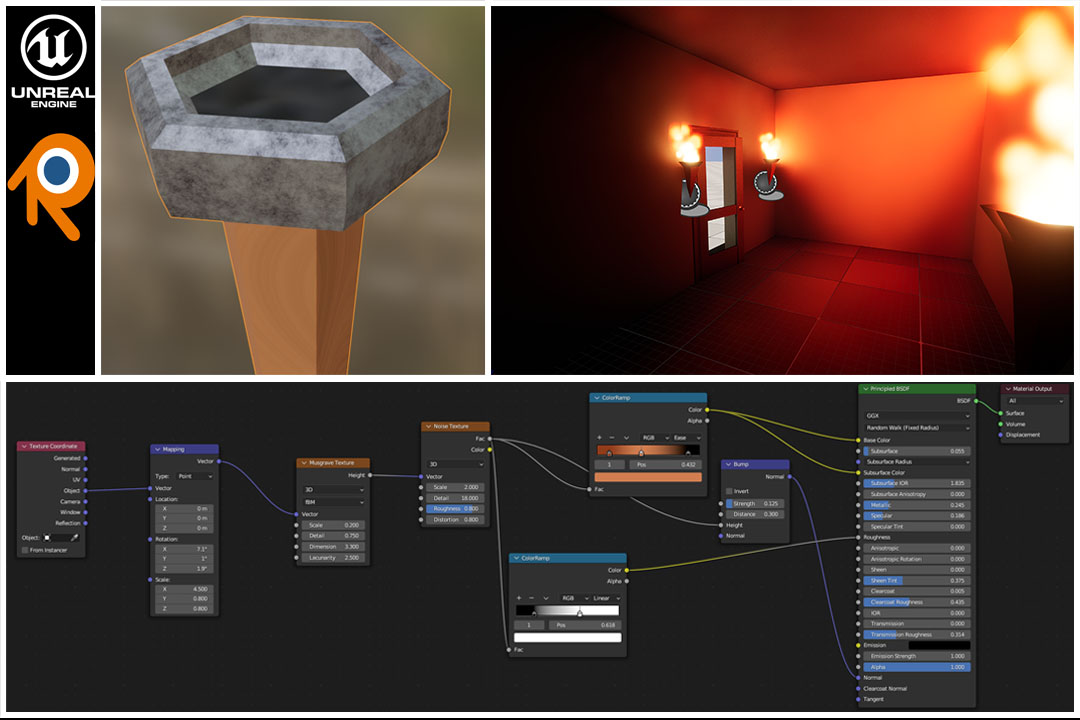 UNREAL
ENGINE
Texture Coordinate
Generated
Normal
UV
Object
Camera
Window
Reflection
Object:
From Instancer
Mapping
Vector
Type: Point
Vector
Location:
X 0 m
Y 0 m
Z 0 m
Rotation:
X 7.1°
Y 1°
Z 1.9°
Scale:
X 4.500
Y 0.800
Z 0.800
Musgrave Texture
Height
3D
fBM
Vector
Scale 0.200
Detail 0.750
Dimension 3.300
Lacunarity 2.500
Noise Texture
Fac
Color
3D
Vector
Scale 2.000
Detail 18.000
Roughness 0.800
Distortion 0.800
ColorRamp
Color
Alpha
RGB Ease
1 Pos 0.432
Fac
ColorRamp
Color
Alpha
RGB Linear
1 Pos 0.618
Fac
Bump
Normal
Invert
Strength 0.125
Distance 0.300
Height
Normal
Principled BSDF
BSDF
GGX
Random Walk (Fixed Radius)
Base Color
Subsurface 0.055
Subsurface Radius
Subsurface Color
Subsurface IOR 1.835
Subsurface Anisotropy 0.000
Metallic 0.245
Specular 0.186
Specular Tint 0.000
Roughness
Anisotropic 0.000
Anisotropic Rotation 0.000
Sheen 0.000
Sheen Tint 0.375
Clearcoat 0.005
Clearcoat Roughness 0.435
IOR 0.000
Transmission 0.000
Transmission Roughness 0.354
Emission
Emission Strength 1.000
Alpha 1.000
Normal
Clearcoat Normal
Tangent
Material Output
All
Surface
Volume
Displacement